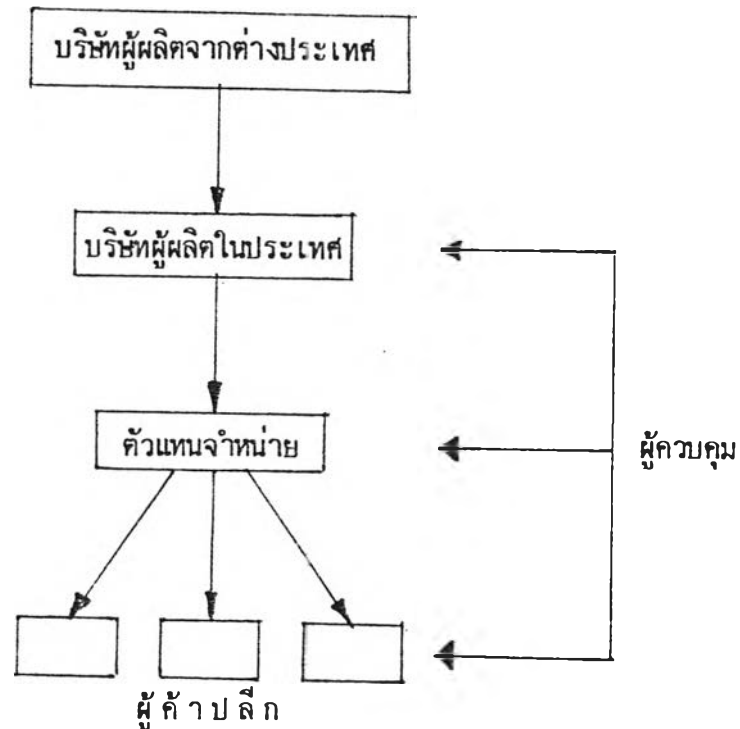 บริษัทผู้ผลิตจากต่างประเทศ
บริษัทผู้ผลิตในประเทศ
ตัวแทนจำหน่าย
ผู้ควบคุม
ผู้ค้าปลีก